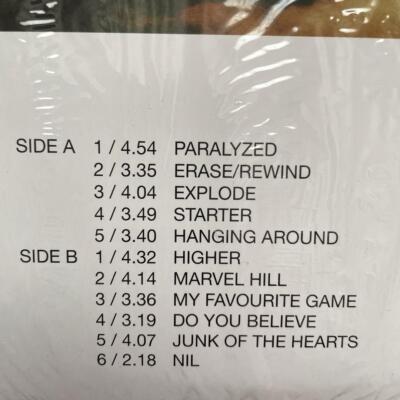 SIDE A 1 / 4.54 PARALYZED
2 / 3.35 ERASE/REWIND
3 / 4.04 EXPLODE
4 / 3.49 STARTER
5 / 3.40 HANGING AROUND
SIDE B 1 / 4.32 HIGHER
2 / 4.14 MARVEL HILL
3 / 3.36 MY FAVOURITE GAME
4 / 3.19 DO YOU BELIEVE
5 / 4.07 JUNK OF THE HEARTS
6 / 2.18 NIL